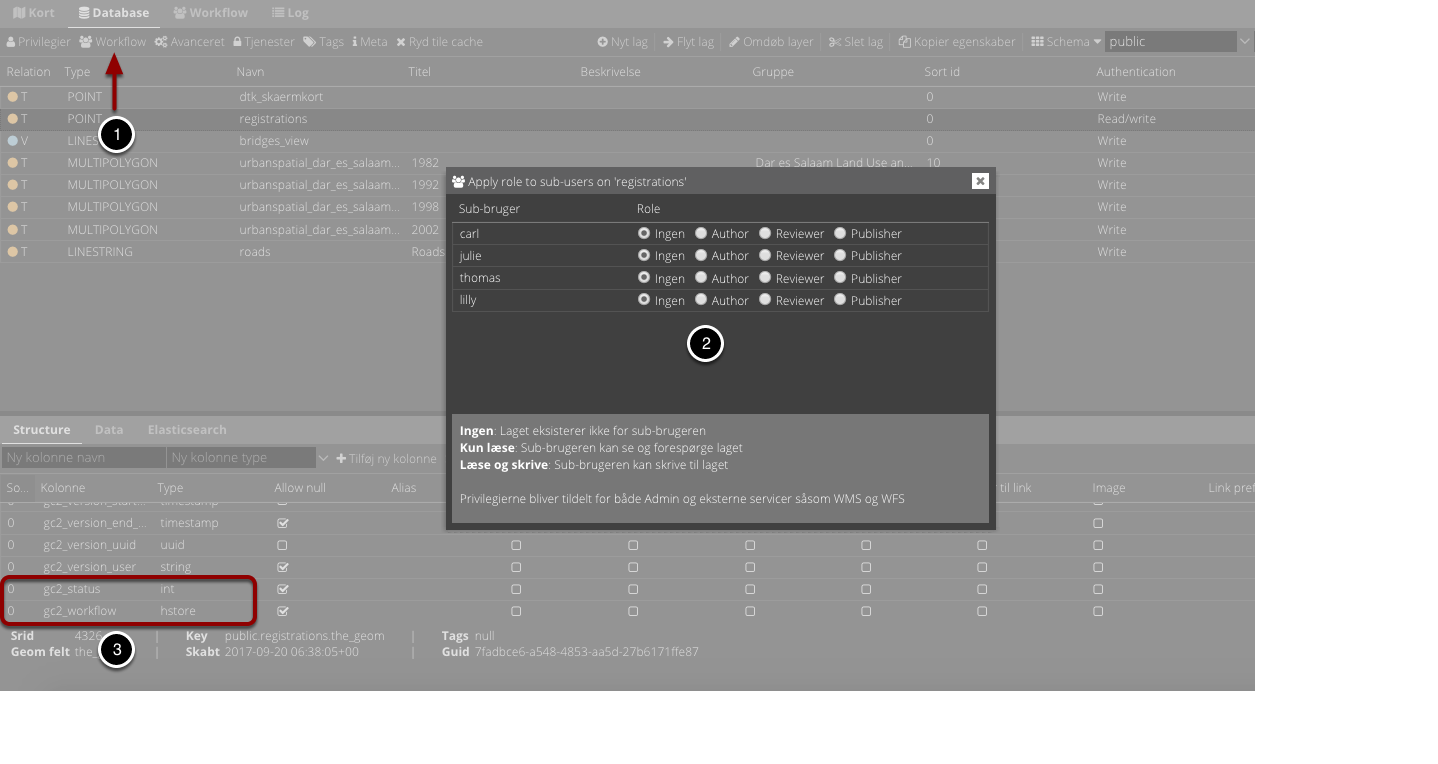 Kort Database Workflow Log
Privilegier Workflow Avanceret Tjenester Tags Meta Ryd tile cache Nyt lag Flyt lag Omdøb layer Slet lag Kopier egenskaber Schema public
Relation Type Navn Titel Beskrivelse Gruppe Sort id Authentication
T POINT dtk_skaermkort 0 Write
T POINT registrations 0 Read/write
1
V LINES bridges_view 0 Write
T MULTIPOLYGON urbanspatial_dar_es_salaam... 1982 Dar es Salaam Land Use an... 10 Write
T MULTIPOLYGON urbanspatial_dar_es_salaam... 1992 Write
T MULTIPOLYGON urbanspatial_dar_es_salaam... 1998 Write
T MULTIPOLYGON urbanspatial_dar_es_salaam... 2002 Write
T LINESTRING roads Roads Write
Apply role to sub-users on 'registrations'
Sub-bruger Role
carl Ingen Author Reviewer Publisher
julie Ingen Author Reviewer Publisher
thomas Ingen Author Reviewer Publisher
lilly Ingen Author Reviewer Publisher
2
Ingen: Laget eksisterer ikke for sub-brugeren
Kun læse: Sub-brugeren kan se og forespørge laget
Læse og skrive: Sub-brugeren kan skrive til laget
Privilegierne bliver tildelt for både Admin og eksterne servicer såsom WMS og WFS
Structure Data Elasticsearch
Ny kolonne navn Ny kolonne type Tilføj ny kolonne
So... Kolonne Type Allow null Alias til link Image Link pref
0 gc2_version_start... timestamp
0 gc2_version_end_... timestamp
0 gc2_version_uuid uuid
0 gc2_version_user string
0 gc2_status int
0 gc2_workflow hstore
Srid 4326 | Key public.registrations.the_geom | Tags null
Geom felt the_ | Skabt 2017-09-20 06:38:05+00 | Guid 7fadbce6-a548-4853-aa5d-27b6171ffe87
3